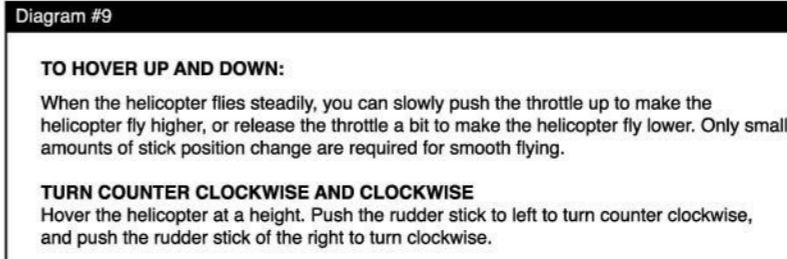 Diagram #9
TO HOVER UP AND DOWN:
When the helicopter flies steadily, you can slowly push the throttle up to make the
helicopter fly higher, or release the throttle a bit to make the helicopter fly lower. Only small
amounts of stick position change are required for smooth flying.
TURN COUNTER CLOCKWISE AND CLOCKWISE
Hover the helicopter at a height. Push the rudder stick to left to turn counter clockwise,
and push the rudder stick of the right to turn clockwise.